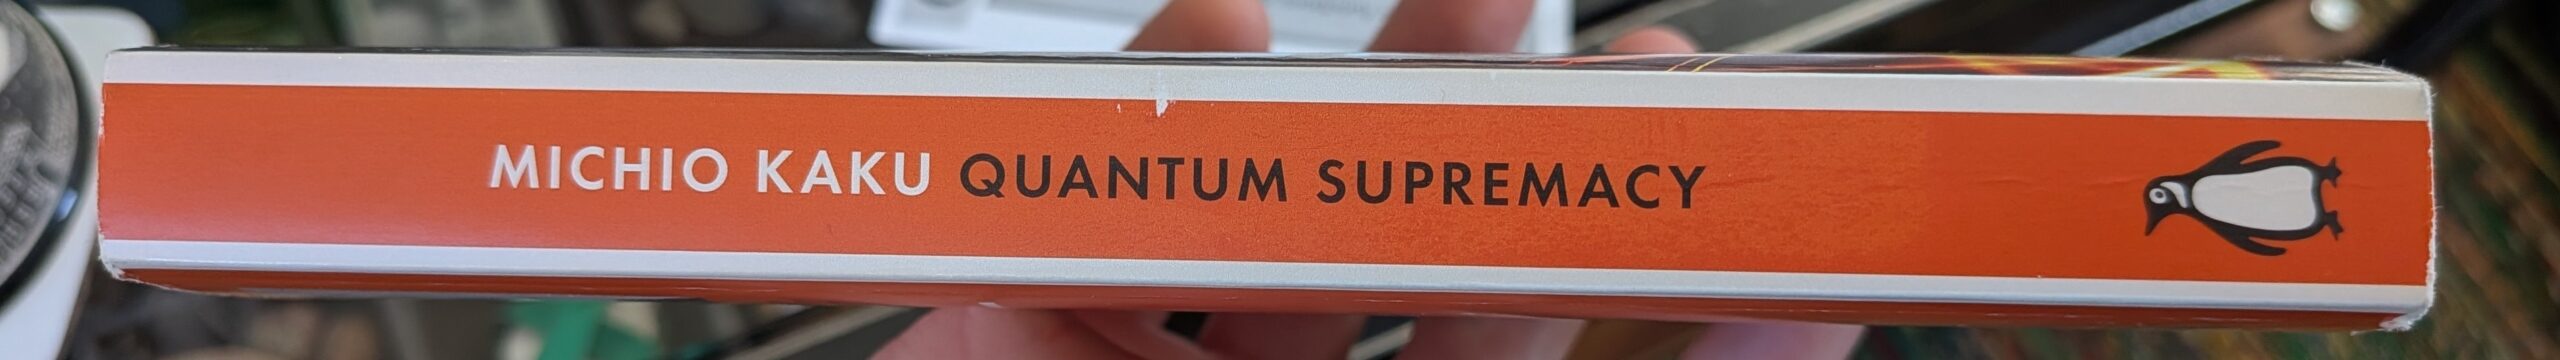 MICHIO KAKU QUANTUM SUPREMACY